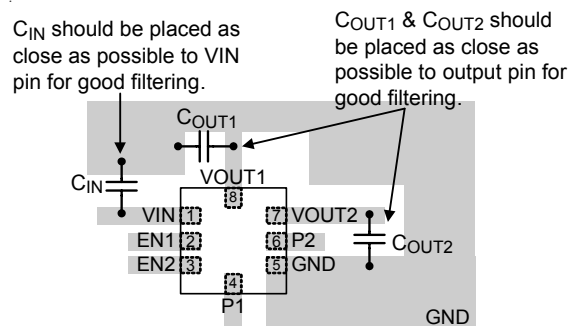 CIN should be placed as
close as possible to VIN
pin for good filtering.
COUT1 & COUT2 should
be placed as close as
possible to output pin for
good filtering.
COUT1
CIN
VOUT1
8
VIN 1
7 VOUT2
EN1 2
6 P2
COUT2
EN2 3
5 GND
4
P1
GND